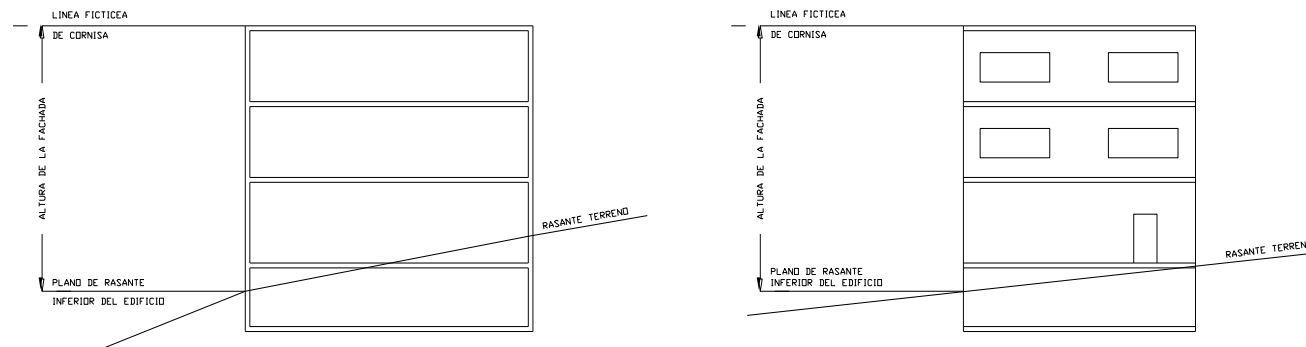 LINEA FICTICEA
DE CORNISA
ALTURA DE LA FACHADA
RASANTE TERRENO
PLANO DE RASANTE
INFERIOR DEL EDIFICIO
LINEA FICTICEA
DE CORNISA
ALTURA DE LA FACHADA
RASANTE TERREN
PLANO DE RASANTE
INFERIOR DEL EDIFICIO